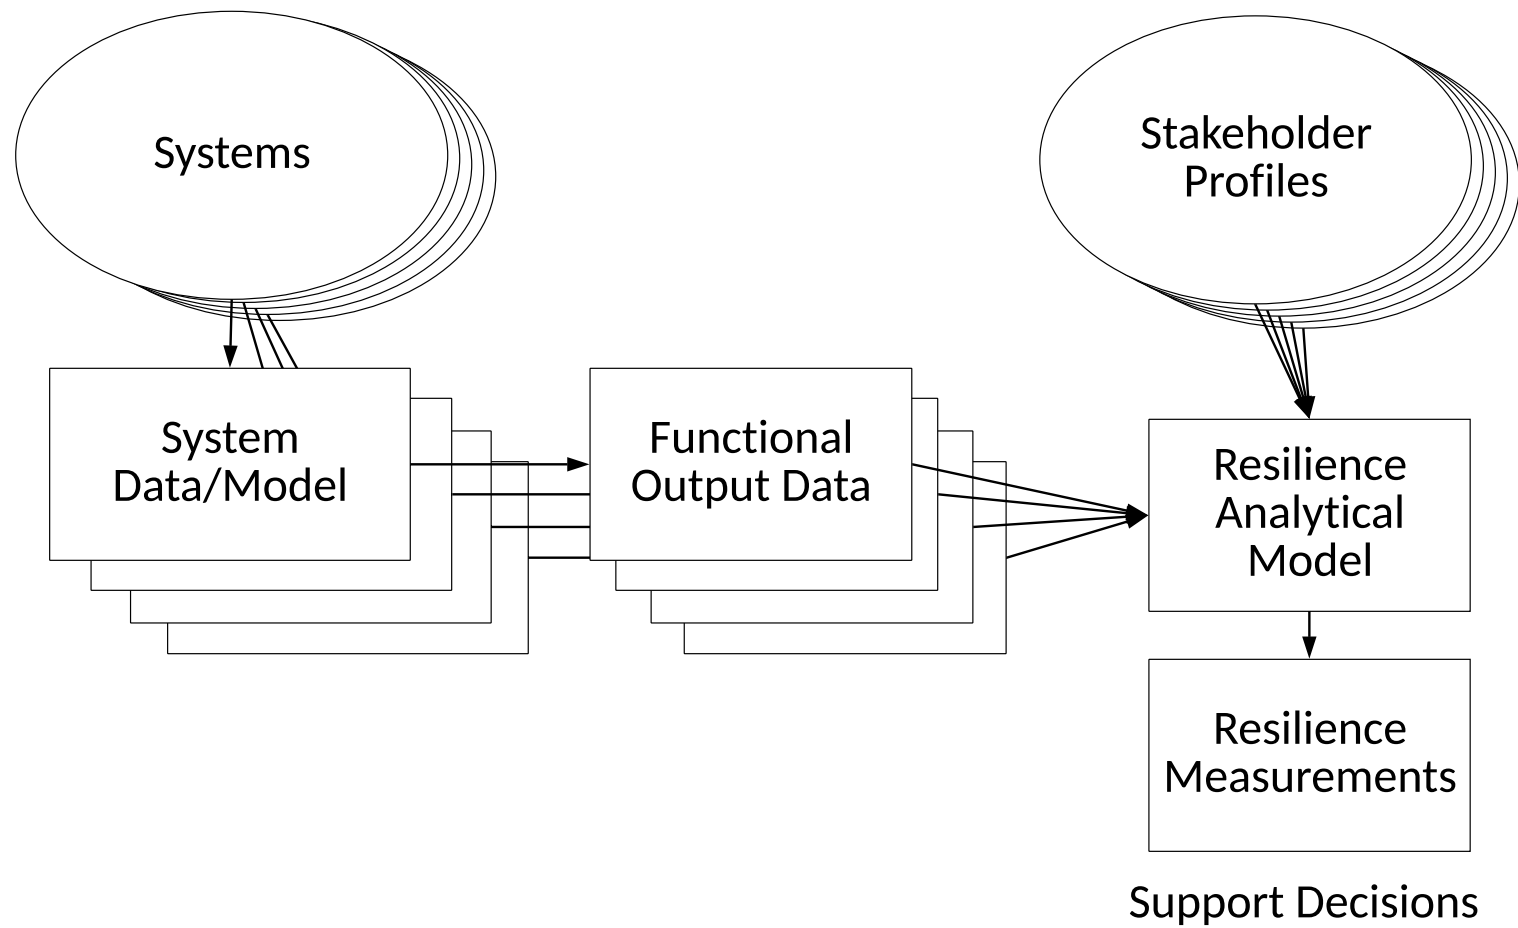 Systems
Stakeholder
Profiles
System
Data/Model
Functional
Output Data
Resilience
Analytical
Model
Resilience
Measurements
Support Decisions